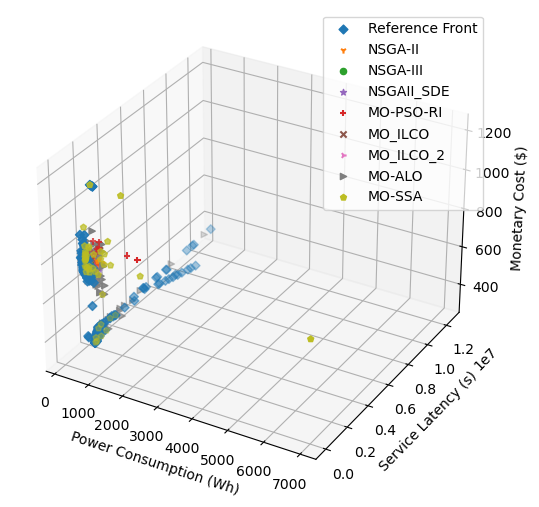 Reference Front
NSGA-II
NSGA-III
NSGAII_SDE
MO-PSO-RI
MO_ILCO
MO_ILCO_2
MO-ALO
MO-SSA
1200
1000
800
600
400
Monetary Cost ($)
1e7
1.2
1.0
0.8
0.6
0.4
0.2
0.0
Service Latency (s)
0
1000
2000
3000
4000
5000
6000
7000
Power Consumption (Wh)